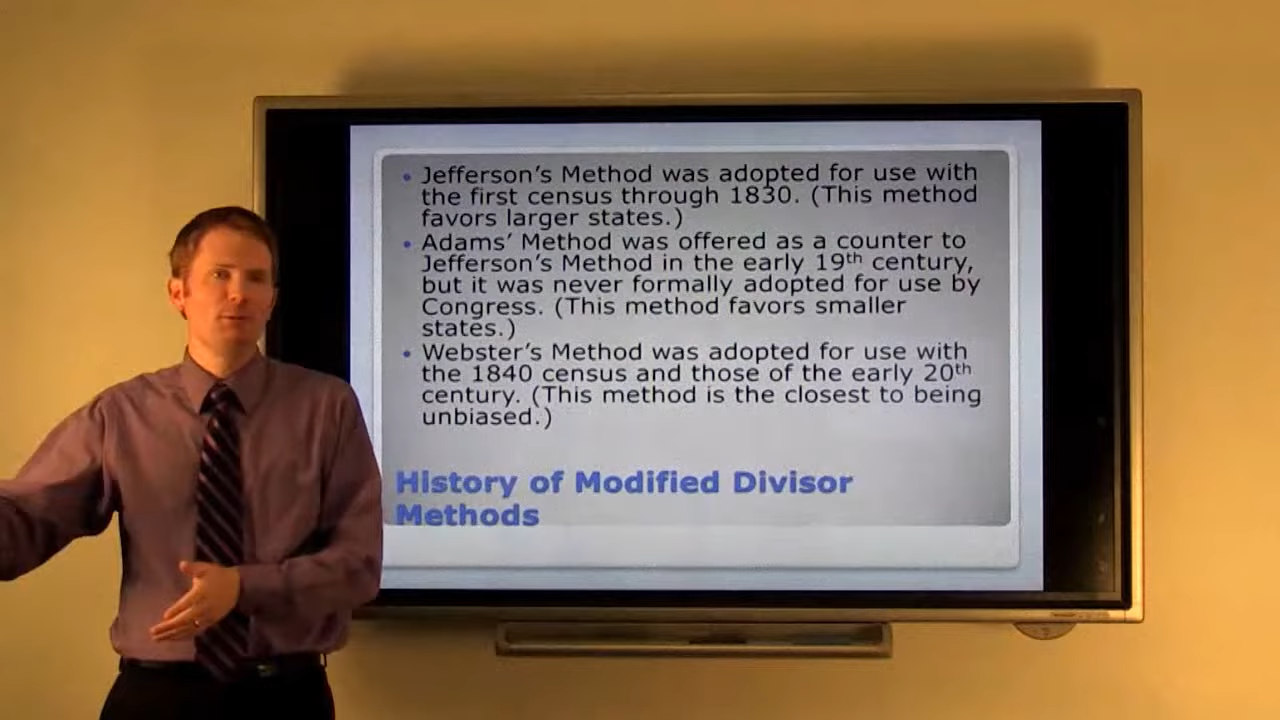 • Jefferson's Method was adopted for use with
the first census through 1830. (This method
favors larger states.)
• Adams' Method was offered as a counter to
Jefferson's Method in the early 19th century,
but it was never formally adopted for use by
Congress. (This method favors smaller
states.)
• Webster's Method was adopted for use with
the 1840 census and those of the early 20th
century. (This method is the closest to being
unbiased.)
History of Modified Divisor
Methods